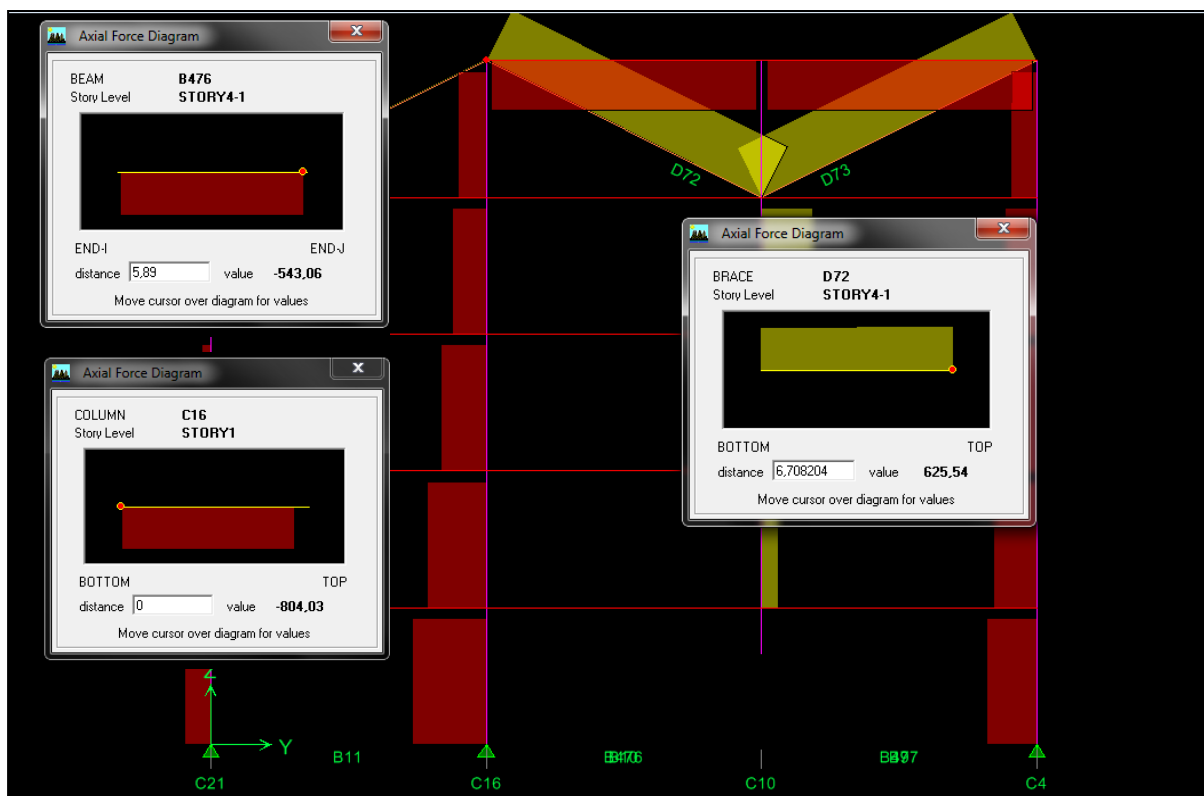 Axial Force Diagram
BEAM B476
Story Level STORY4-1
END-I END-J
distance 5,89 value -543,06
Move cursor over diagram for values
Axial Force Diagram
COLUMN C16
Story Level STORY1
BOTTOM TOP
distance 0 value -804,03
Move cursor over diagram for values
D72
D73
Axial Force Diagram
BRACE D72
Story Level STORY4-1
BOTTOM TOP
distance 6,708204 value 625,54
Move cursor over diagram for values
Z
Y
B11
C21 C16 C10 C4